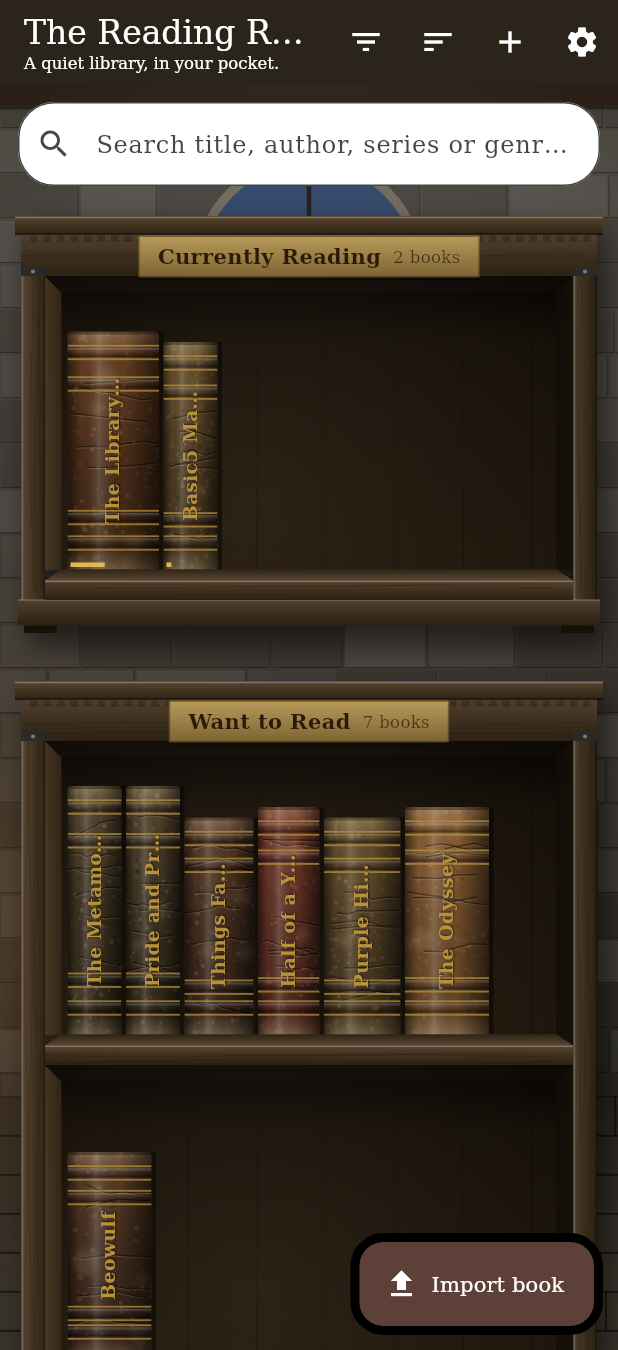 The Reading R...
A quiet library, in your pocket.
Search title, author, series or genr...
Currently Reading 2 books
The Library...
Basic5 Ma...
Want to Read 7 books
The Metamo...
Pride and Pr...
Things Fa...
Half of a Y...
Purple Hi...
The Odyssey
Beowulf
Import book